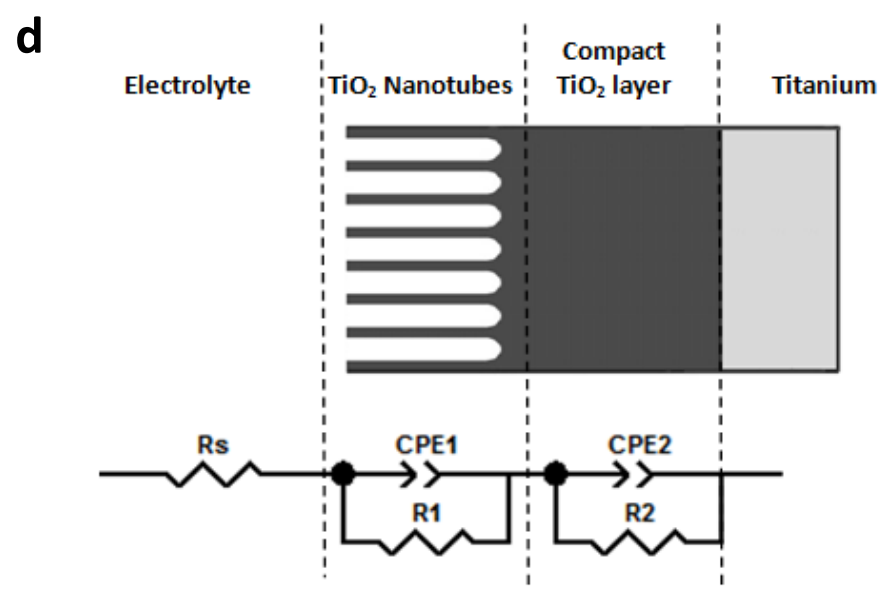 d
Electrolyte
TiO₂ Nanotubes
Compact
TiO₂ layer
Titanium
Rs
CPE1
CPE2
R1
R2